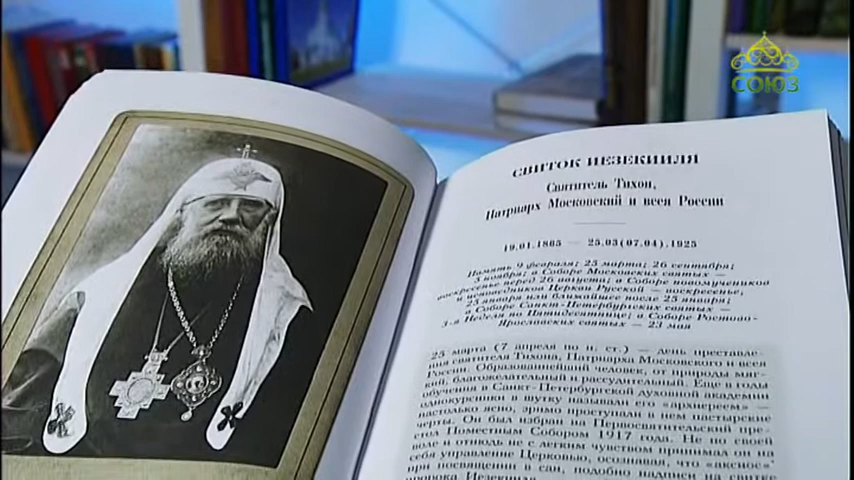 СОЮЗ
СВИТОК ИЕЗЕКИИЛЯ
Святитель Тихон,
Патриарх Московский и всея России
19.01.1865 — 25.03(07.04).1925
Память 9 февраля; 25 марта; 26 сентября;
5 ноября; в Соборе Московских святых —
воскресенье перед 26 августа; в Соборе новомучеников
и исповедников Церкви Русской — воскресенье,
25 января или ближайшее после 25 января;
в Соборе Санкт-Петербургских святых —
3-я Неделя по Пятидесятнице; в Соборе Ростово-
Ярославских святых — 23 мая
25 марта (7 апреля по н. ст.) — день преставле-
ния святителя Тихона, Патриарха Московского и всея
России. Образованнейший человек, от природы мяг-
кий, благожелательный и рассудительный. Еще в годы
обучения в Санкт-Петербургской духовной академии
однокурсники в шутку называли его «архиереем» —
настолько ясно, зримо проступали в нем пастырские
черты. Он был избран на Первосвятительский пре-
стол Поместным Собором 1917 года. Не по своей
воле и отнюдь не с легким чувством принимал он на
себя управление Церковью, осознавая, что «аксиос»
при посвящении в сан, подобно надписи на свитке
пророка Иезекииля